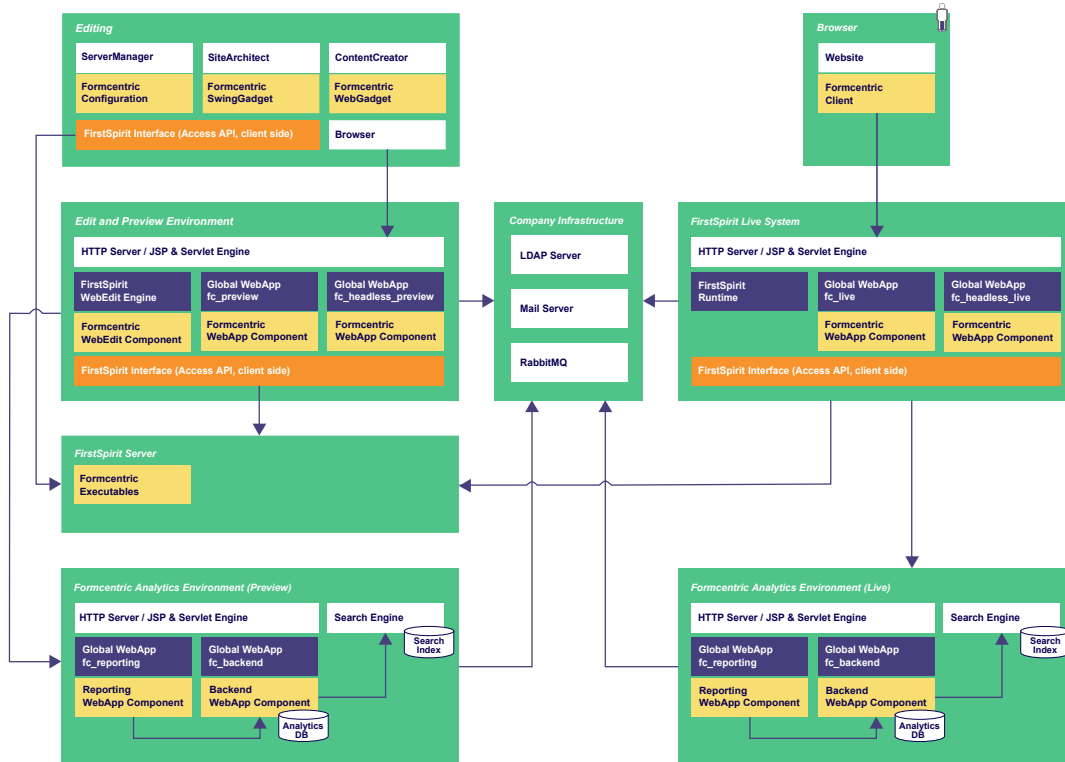 Editing
ServerManager
Formcentric
Configuration
SiteArchitect
Formcentric
SwingGadget
ContentCreator
Formcentric
WebGadget
FirstSpirit Interface (Access API, client side)
Browser
Browser
Website
Formcentric
Client
Edit and Preview Environment
HTTP Server / JSP & Servlet Engine
FirstSpirit
WebEdit Engine
Formcentric
WebEdit Component
Global WebApp
fc_preview
Formcentric
WebApp Component
Global WebApp
fc_headless_preview
Formcentric
WebApp Component
FirstSpirit Interface (Access API, client side)
Company Infrastructure
LDAP Server
Mail Server
RabbitMQ
FirstSpirit Live System
HTTP Server / JSP & Servlet Engine
FirstSpirit
Runtime
Global WebApp
fc_live
Formcentric
WebApp Component
Global WebApp
fc_headless_live
Formcentric
WebApp Component
FirstSpirit Interface (Access API, client side)
FirstSpirit Server
Formcentric
Executables
Formcentric Analytics Environment (Preview)
HTTP Server / JSP & Servlet Engine
Search Engine
Search
Index
Global WebApp
fc_reporting
Reporting
WebApp Component
Global WebApp
fc_backend
Backend
WebApp Component
Analytics
DB
Formcentric Analytics Environment (Live)
HTTP Server / JSP & Servlet Engine
Search Engine
Search
Index
Global WebApp
fc_reporting
Reporting
WebApp Component
Global WebApp
fc_backend
Backend
WebApp Component
Analytics
DB